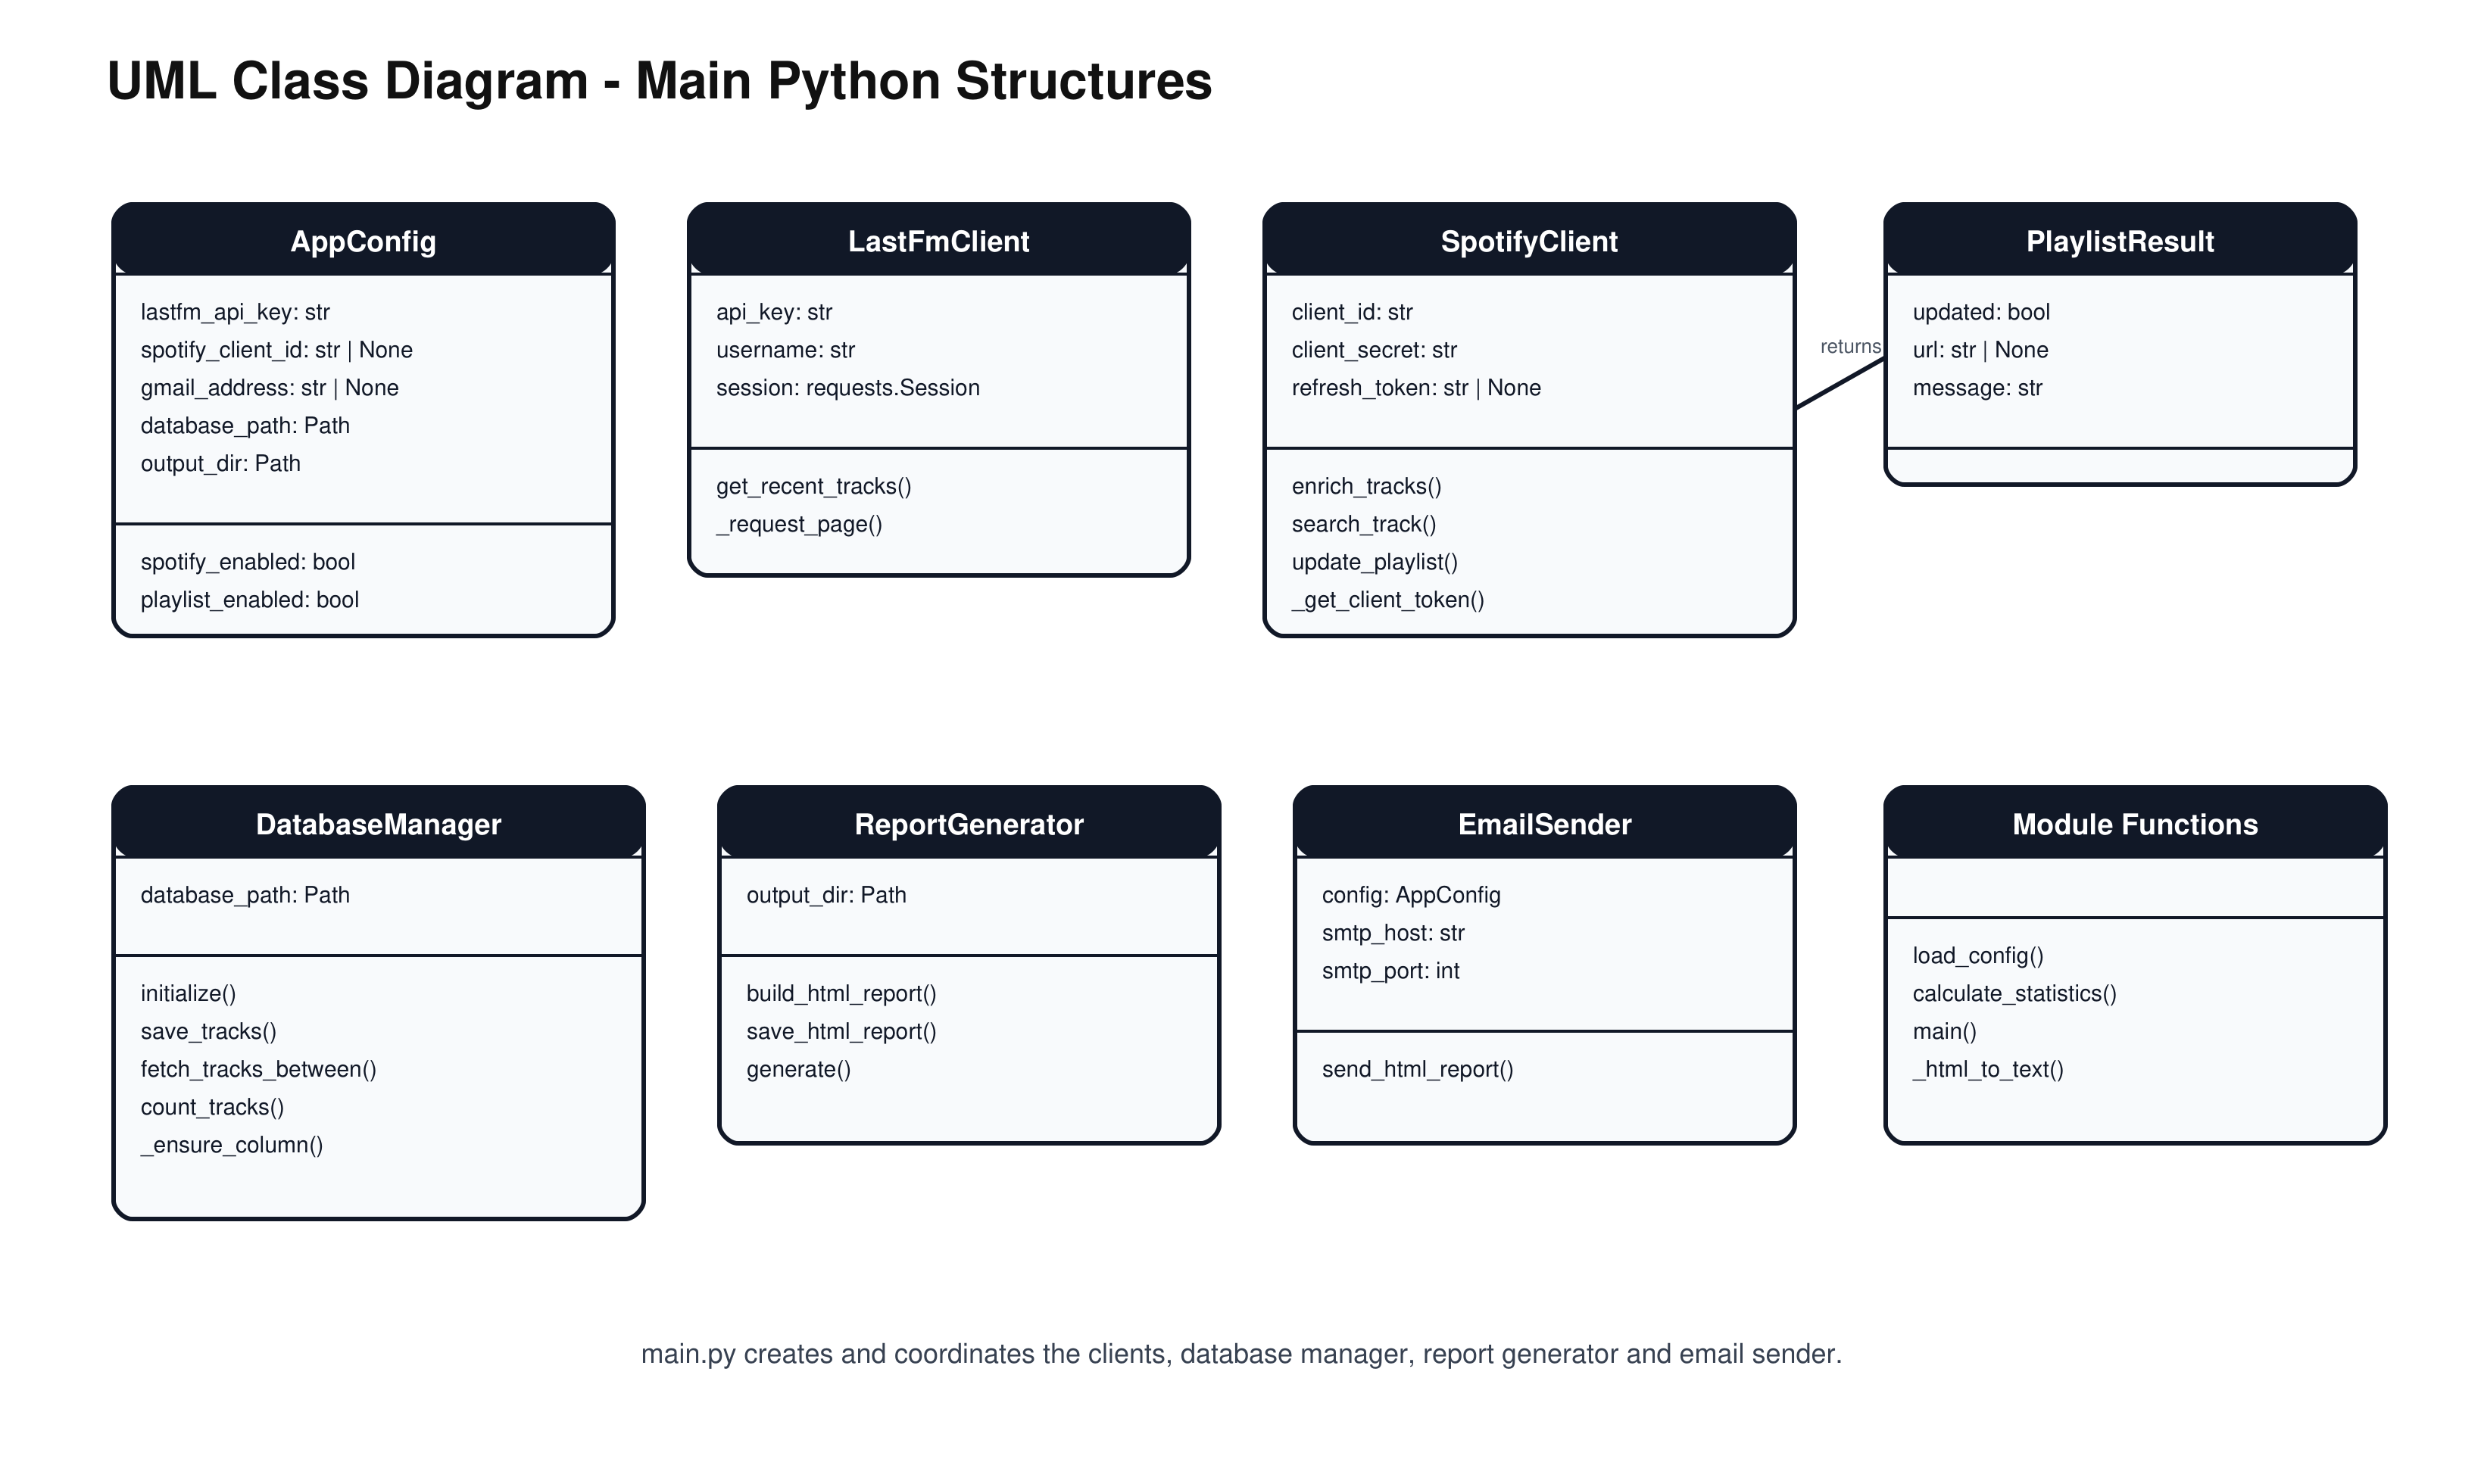 UML Class Diagram - Main Python Structures
AppConfig
lastfm_api_key: str
spotify_client_id: str | None
gmail_address: str | None
database_path: Path
output_dir: Path
spotify_enabled: bool
playlist_enabled: bool
LastFmClient
api_key: str
username: str
session: requests.Session
get_recent_tracks()
_request_page()
SpotifyClient
client_id: str
client_secret: str
refresh_token: str | None
enrich_tracks()
search_track()
update_playlist()
_get_client_token()
returns
PlaylistResult
updated: bool
url: str | None
message: str
DatabaseManager
database_path: Path
initialize()
save_tracks()
fetch_tracks_between()
count_tracks()
_ensure_column()
ReportGenerator
output_dir: Path
build_html_report()
save_html_report()
generate()
EmailSender
config: AppConfig
smtp_host: str
smtp_port: int
send_html_report()
Module Functions
load_config()
calculate_statistics()
main()
_html_to_text()
main.py creates and coordinates the clients, database manager, report generator and email sender.